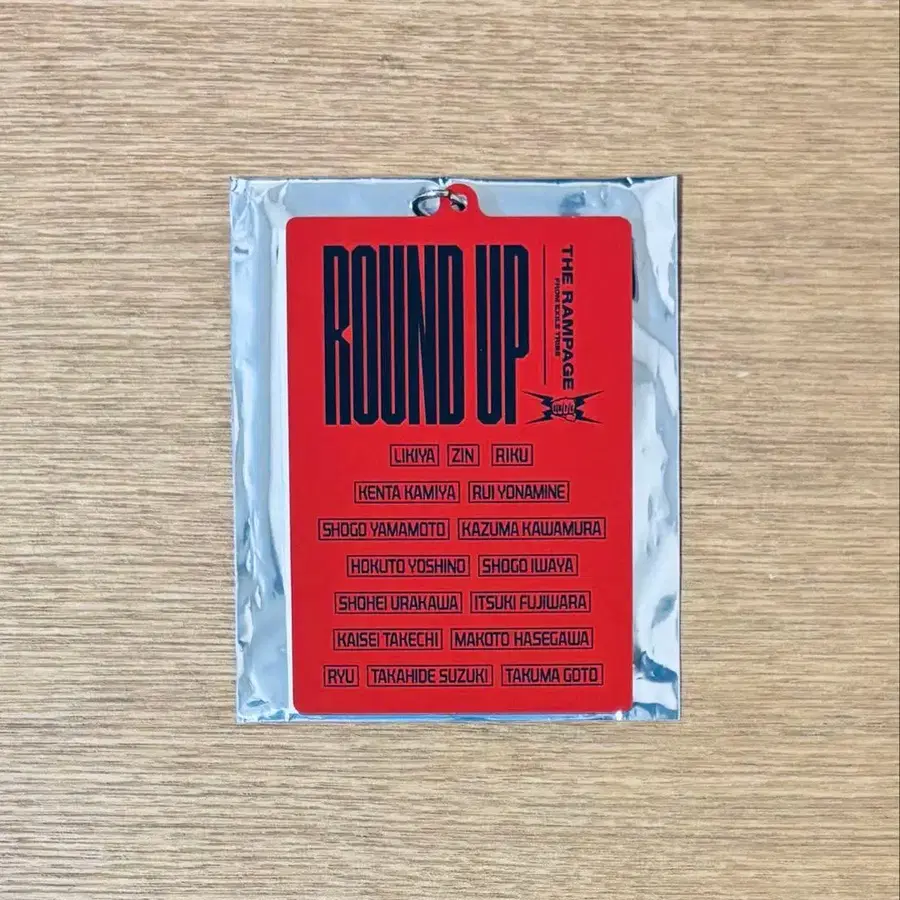 ROUND UP
THE RAMPAGE
FROM EXILE TRIBE
LIKIYA ZIN RIKU
KENTA KAMIYA RUI YONAMINE
SHOGO YAMAMOTO KAZUMA KAWAMURA
HOKUTO YOSHINO SHOGO IWAYA
SHOHEI URAKAWA ITSUKI FUJIWARA
KAISEI TAKECHI MAKOTO HASEGAWA
RYU TAKAHIDE SUZUKI TAKUMA GOTO